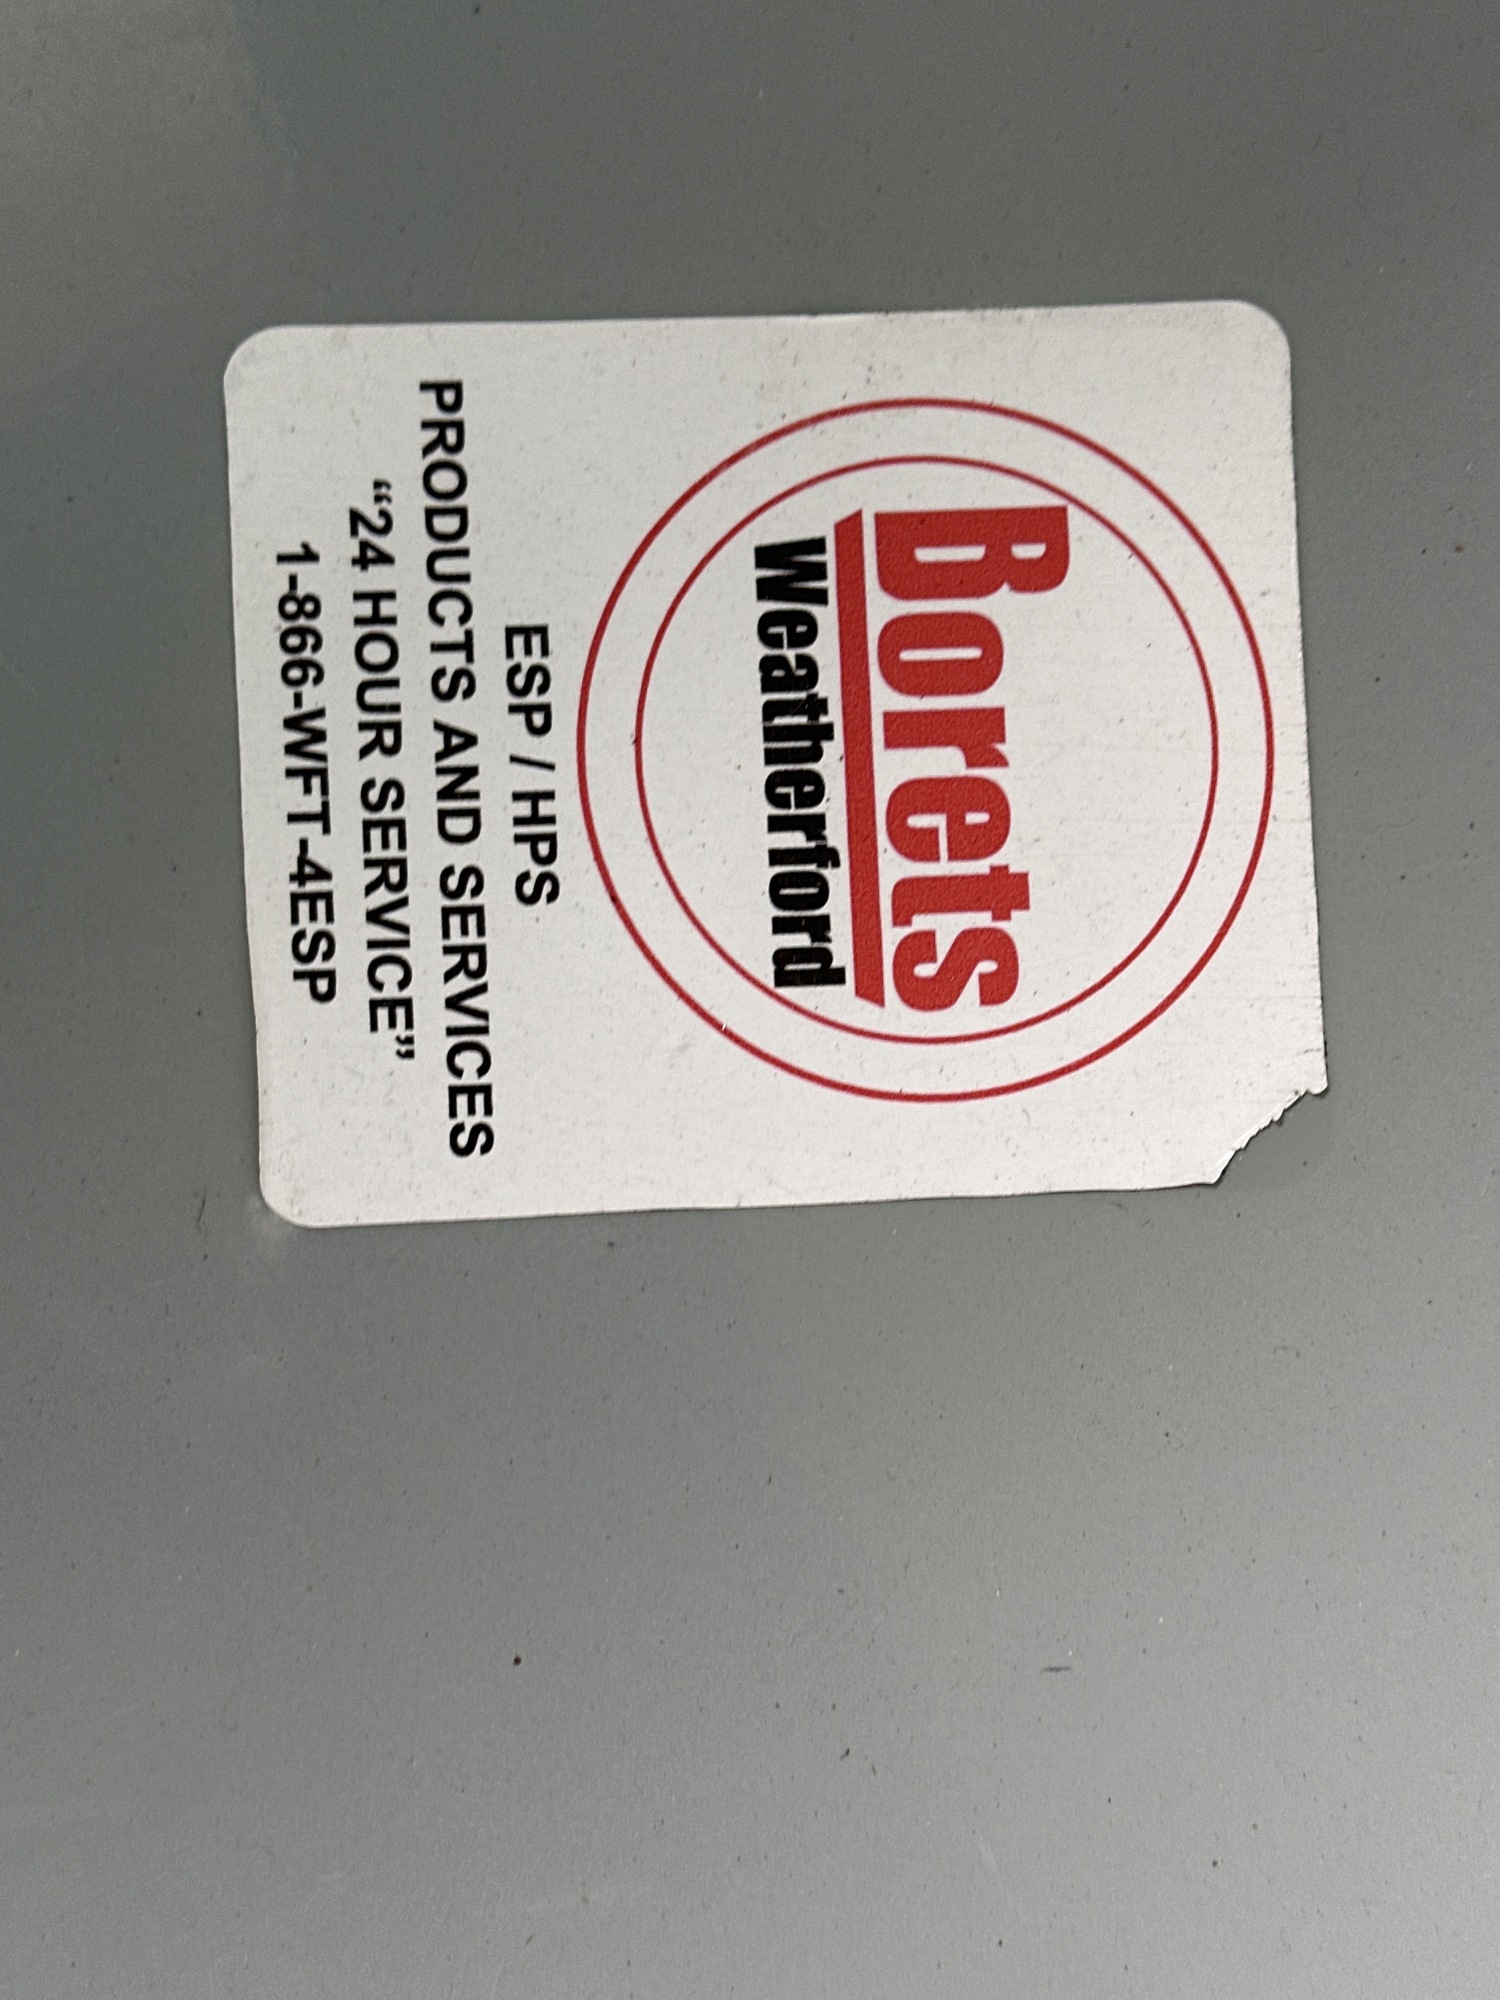 Borets
Weatherford
ESP / HPS
PRODUCTS AND SERVICES
“24 HOUR SERVICE”
1-866-WFT-4ESP